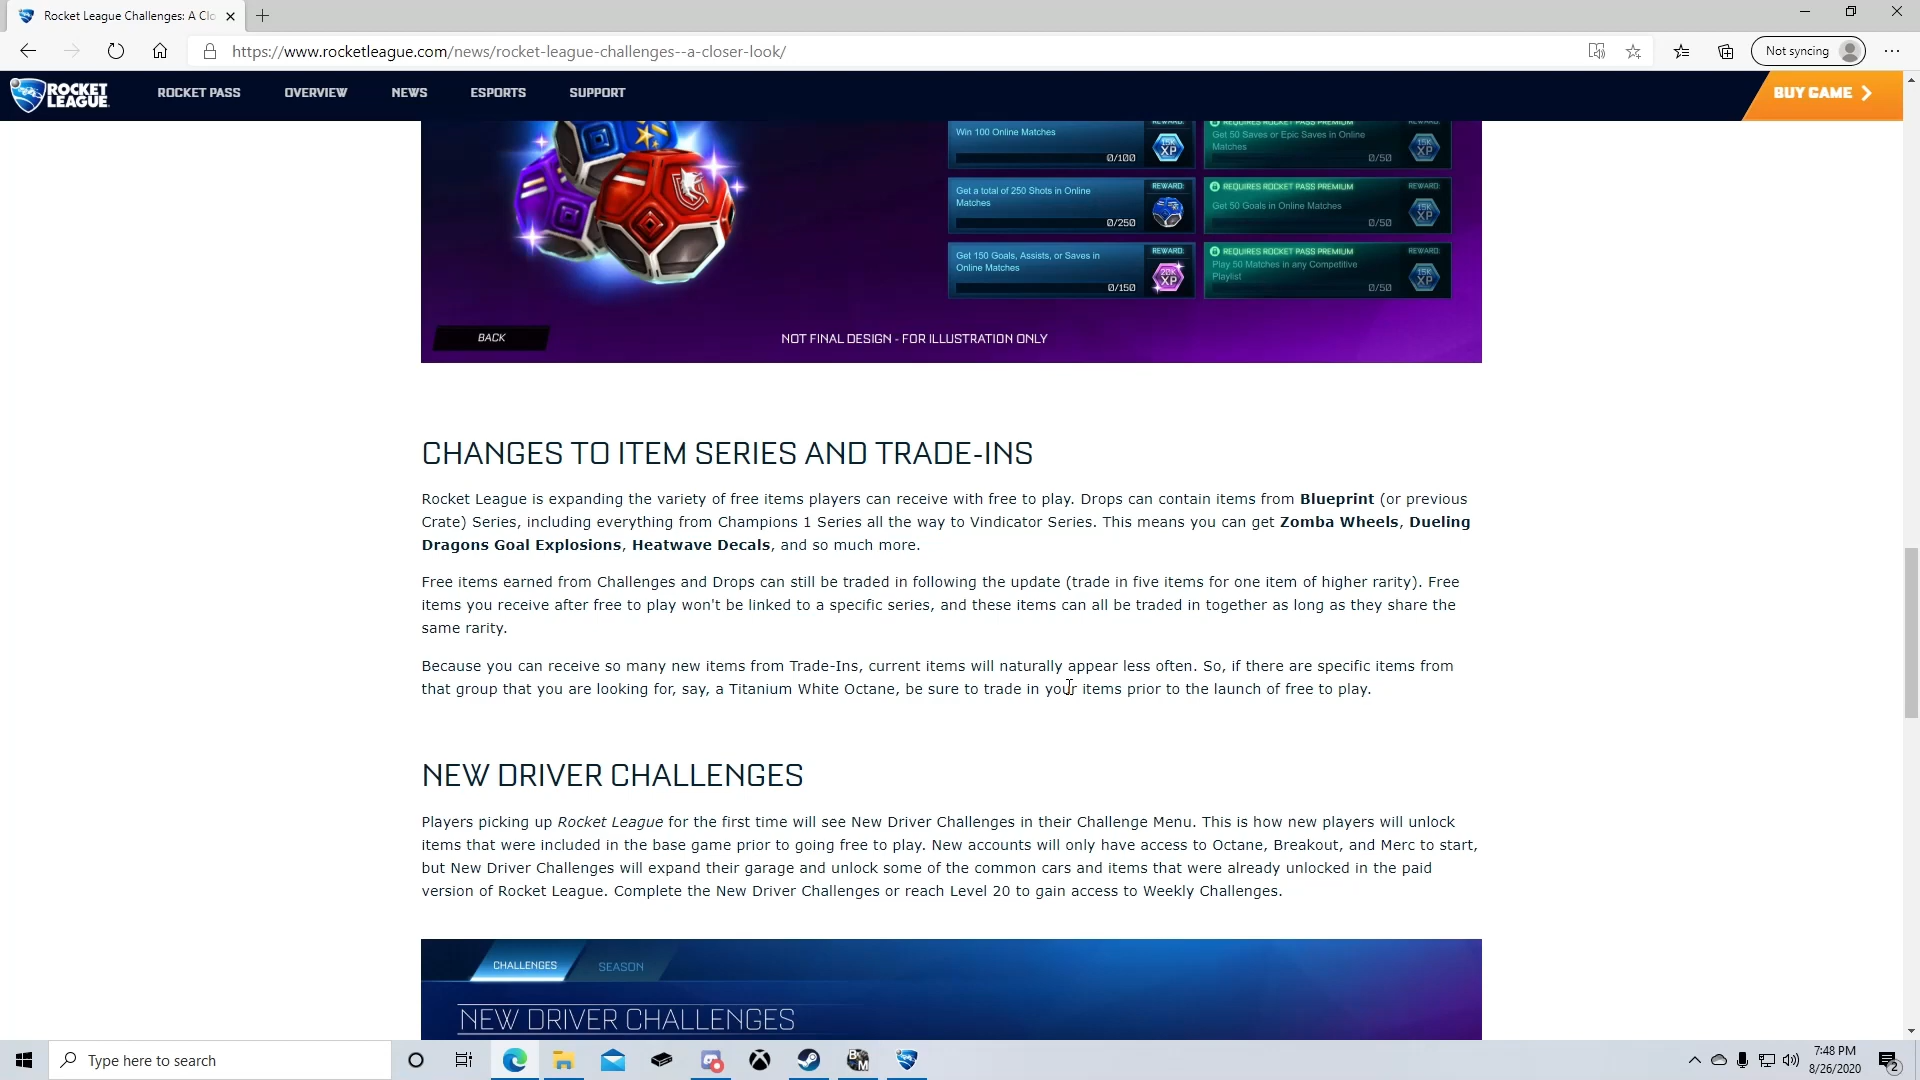 Rocket League Challenges: A Clo
https://www.rocketleague.com/news/rocket-league-challenges--a-closer-look/
Not syncing
ROCKET LEAGUE
ROCKET PASS
OVERVIEW
NEWS
ESPORTS
SUPPORT
BUY GAME
Win 100 Online Matches
0/100
REWARD:
15K XP
REQUIRES ROCKET PASS PREMIUM
Get 50 Saves or Epic Saves in Online
Matches
0/50
REWARD:
15K XP
Get a total of 250 Shots in Online
Matches
0/250
REWARD:
REQUIRES ROCKET PASS PREMIUM
Get 50 Goals in Online Matches
0/50
REWARD:
15K XP
Get 150 Goals, Assists, or Saves in
Online Matches
0/150
REWARD:
20K XP
REQUIRES ROCKET PASS PREMIUM
Play 50 Matches in any Competitive
Playlist
0/50
REWARD:
15K XP
BACK
NOT FINAL DESIGN - FOR ILLUSTRATION ONLY
CHANGES TO ITEM SERIES AND TRADE-INS
Rocket League is expanding the variety of free items players can receive with free to play. Drops can contain items from Blueprint (or previous
Crate) Series, including everything from Champions 1 Series all the way to Vindicator Series. This means you can get Zomba Wheels, Dueling
Dragons Goal Explosions, Heatwave Decals, and so much more.
Free items earned from Challenges and Drops can still be traded in following the update (trade in five items for one item of higher rarity). Free
items you receive after free to play won't be linked to a specific series, and these items can all be traded in together as long as they share the
same rarity.
Because you can receive so many new items from Trade-Ins, current items will naturally appear less often. So, if there are specific items from
that group that you are looking for, say, a Titanium White Octane, be sure to trade in your items prior to the launch of free to play.
NEW DRIVER CHALLENGES
Players picking up Rocket League for the first time will see New Driver Challenges in their Challenge Menu. This is how new players will unlock
items that were included in the base game prior to going free to play. New accounts will only have access to Octane, Breakout, and Merc to start,
but New Driver Challenges will expand their garage and unlock some of the common cars and items that were already unlocked in the paid
version of Rocket League. Complete the New Driver Challenges or reach Level 20 to gain access to Weekly Challenges.
CHALLENGES
SEASON
NEW DRIVER CHALLENGES
Type here to search
7:48 PM
8/26/2020
2